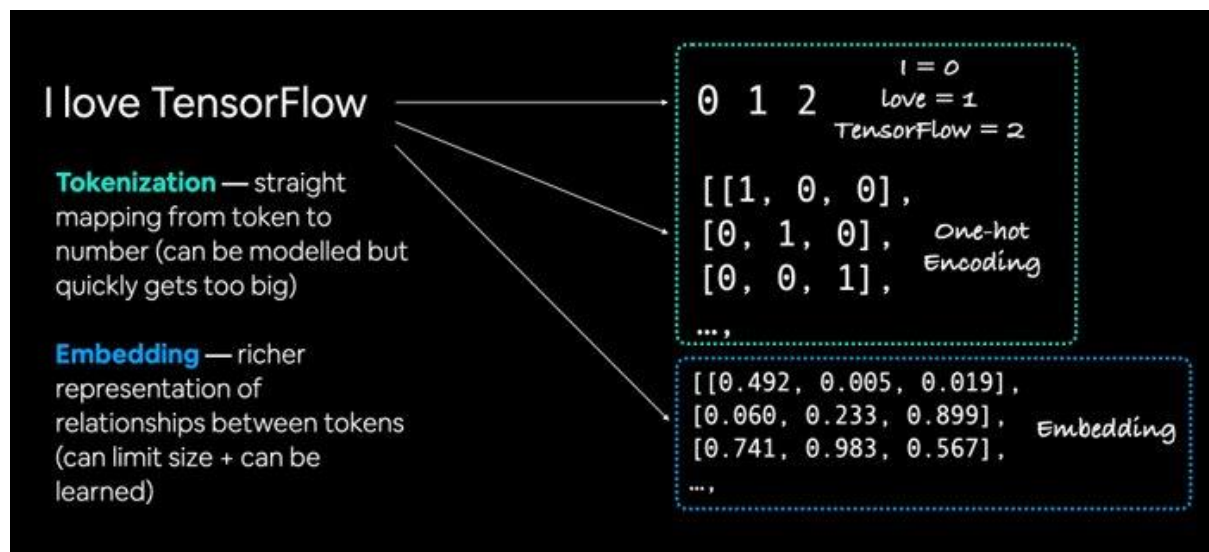 I love TensorFlow
Tokenization — straight
mapping from token to
number (can be modelled but
quickly gets too big)
Embedding — richer
representation of
relationships between tokens
(can limit size + can be
learned)
0 1 2
I = 0
love = 1
TensorFlow = 2
[[1, 0, 0],
[0, 1, 0],
[0, 0, 1],
…,
One-hot
Encoding
[[0.492, 0.005, 0.019],
[0.060, 0.233, 0.899],
[0.741, 0.983, 0.567],
…,
Embedding